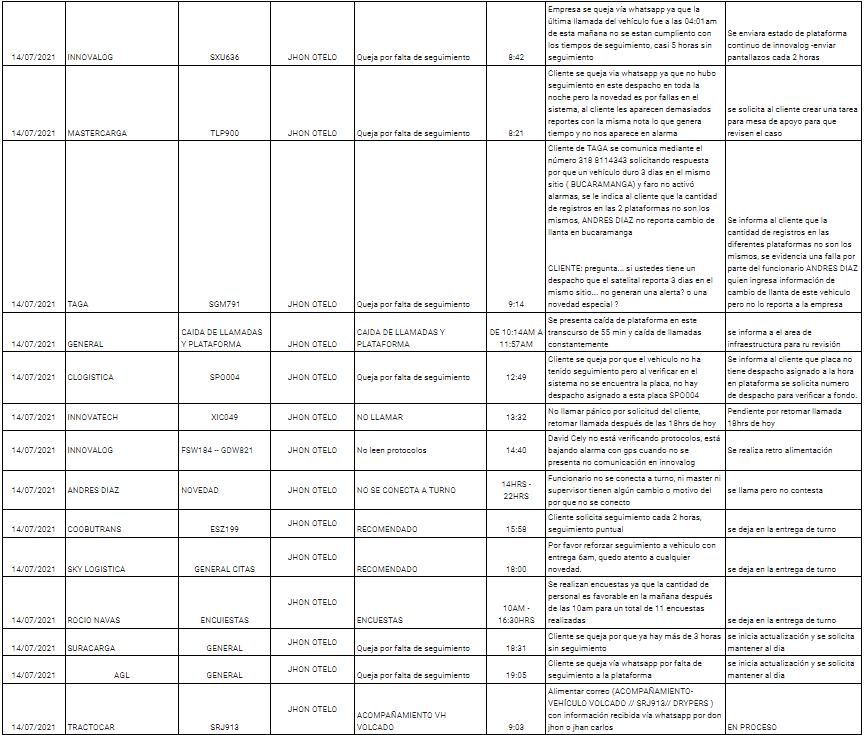 14/07/2021 INNOVALOG SXU636 JHON OTELO Queja por falta de seguimiento 8:42
Empresa se queja vía whatsapp ya que la
última llamada del vehículo fue a las 04:01am
de esta mañana no se estan cumpliento con
los tiempos de seguimiento, casi 5 horas sin
seguimiento
Se enviara estado de plataforma
continuo de innovalog -enviar
pantallazos cada 2 horas
14/07/2021 MASTERCARGA TLP900 JHON OTELO Queja por falta de seguimiento 8:21
Cliente se queja via whatsapp ya que no hubo
seguimiento en este despacho en toda la
noche pero la novedad es por fallas en el
sistema, al cliente les aparecen demasiados
reportes con la misma nota lo que genera
tiempo y no nos aparece en alarma
se solicita al cliente crear una tarea
para mesa de apoyo para que
revisen el caso
14/07/2021 TAGA SGM791 JHON OTELO Queja por falta de seguimiento 9:14
Cliente de TAGA se comunica mediante el
número 318 8114343 solicitando respuesta
por que un vehículo duro 3 dias en el mismo
sitio ( BUCARAMANGA) y faro no activó
alarmas, se le indica al cliente que la cantidad
de registros en las 2 plataformas no son los
mismos, ANDRES DIAZ no reporta cambio de
llanta en bucaramanga
CLIENTE: pregunta... si ustedes tiene un
despacho que el satelital reporta 3 dias en el
mismo sitio... no generan una alerta? o una
novedad especial ?
Se informa al cliente que la
cantidad de registros en las
diferentes plataformas no son los
mismos, se evidencia una falla por
parte del funcionario ANDRES DIAZ
quien ingresa información de
cambio de llanta de este vehiculo
pero no lo reporta a la empresa
14/07/2021 GENERAL
CAIDA DE LLAMADAS
Y PLATAFORMA
JHON OTELO
CAIDA DE LLAMADAS Y
PLATAFORMA
DE 10:14AM A
11:57AM
Se presenta caída de plataforma en este
transcurso de 55 min y caída de llamadas
constantemente
se informa a el area de
infraestructura para ru revisión
14/07/2021 CLOGISTICA SPO004 JHON OTELO Queja por falta de seguimiento 12:49
Cliente se queja por que el vehiculo no ha
tenido seguimiento pero al verificar en el
sistema no se encuentra la placa, no hay
despacho asignado a esta placa SPO004
Se informa al cliente que placa no
tiene despacho asignado a la hora
en plataforma se solicita numero
de despacho para verificar a fondo.
14/07/2021 INNOVATECH XIC049 JHON OTELO NO LLAMAR 13:32
No llamar pánico por solicitud del cliente,
retomar llamada después de las 18hrs de hoy
Pendiente por retomar llamada
18hrs de hoy
14/07/2021 INNOVALOG FSW184 -- GDW821 JHON OTELO No leen protocolos 14:40
David Cely no está verificando protocolos, está
bajando alarma con gps cuando no se
presenta no comunicación en innovalog
Se realiza retro alimentación
14/07/2021 ANDRES DIAZ NOVEDAD JHON OTELO NO SE CONECTA A TURNO
14HRS -
22HRS
Funcionario no se conecta a turno, ni master ni
supervisor tienen algún cambio o motivo del
por que no se conecto
se llama pero no contesta
14/07/2021 COOBUTRANS ESZ199 JHON OTELO RECOMENDADO 15:58
Cliente solicita seguimiento cada 2 horas,
seguimiento puntual
se deja en la entrega de turno
14/07/2021 SKY LOGISTICA GENERAL CITAS JHON OTELO RECOMENDADO 18:00
Por favor reforzar seguimiento a vehiculo con
entrega 6am, quedo atento a cualquier
novedad.
se deja en la entrega de turno
14/07/2021 ROCIO NAVAS ENCUIESTAS JHON OTELO ENCUESTAS
10AM -
16:30HRS
Se realizan encuestas ya que la cantidad de
personal es favorable en la mañana después
de las 10am para un total de 11 encuestas
realizadas
se deja en la entrega de turno
14/07/2021 SURACARGA GENERAL JHON OTELO Queja por falta de seguimiento 18:31
Cliente se queja por que ya hay más de 3 horas
sin seguimiento
se inicia actualización y se solicita
mantener al dia
14/07/2021 AGL GENERAL JHON OTELO Queja por falta de seguimiento 19:05
Cliente se queja vía whatsapp por falta de
seguimiento a la plataforma
se inicia actualización y se solicita
mantener al dia
14/07/2021 TRACTOCAR SRJ913 JHON OTELO
ACOMPAÑAMIENTO VH
VOLCADO
9:03
Alimentar correo (ACOMPAÑAMIENTO-
VEHÍCULO VOLCADO // SRJ913// DRYPERS )
con información recibida vía whatsapp por don
jhon o jhan carlos
EN PROCESO